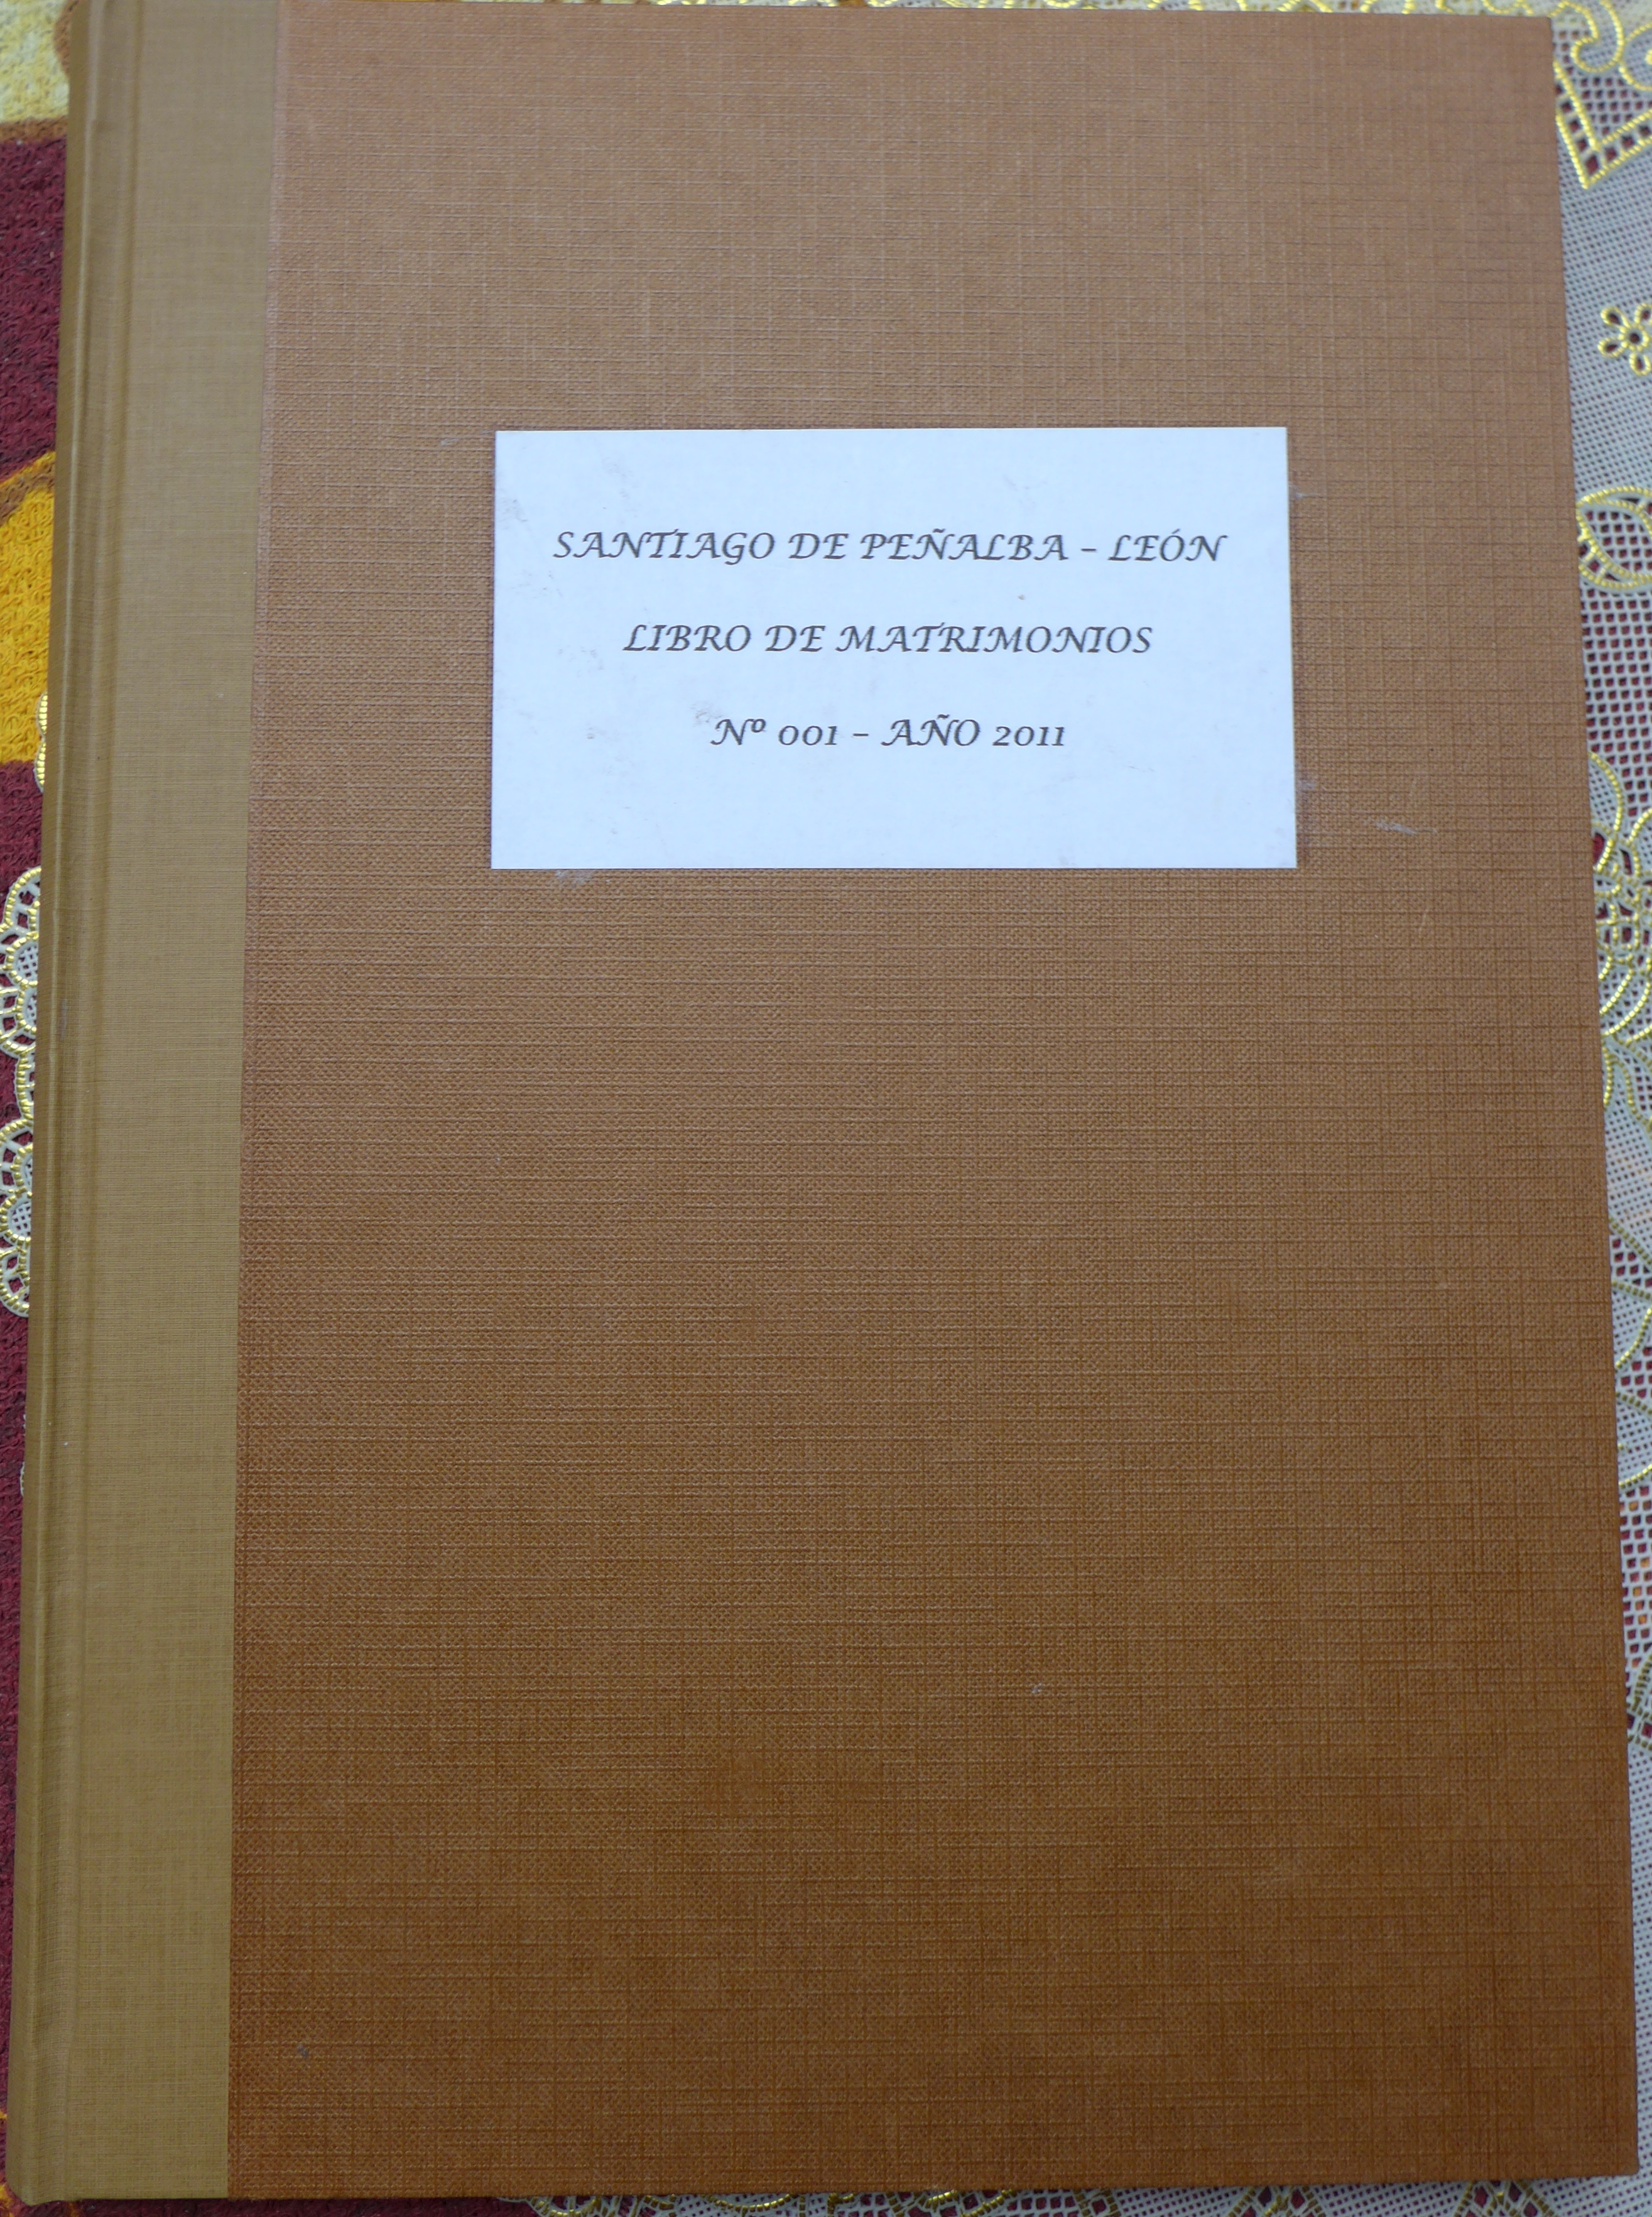 SANTIAGO DE PEÑALBA – LEÓN
LIBRO DE MATRIMONIOS
Nº 001 – AÑO 2011